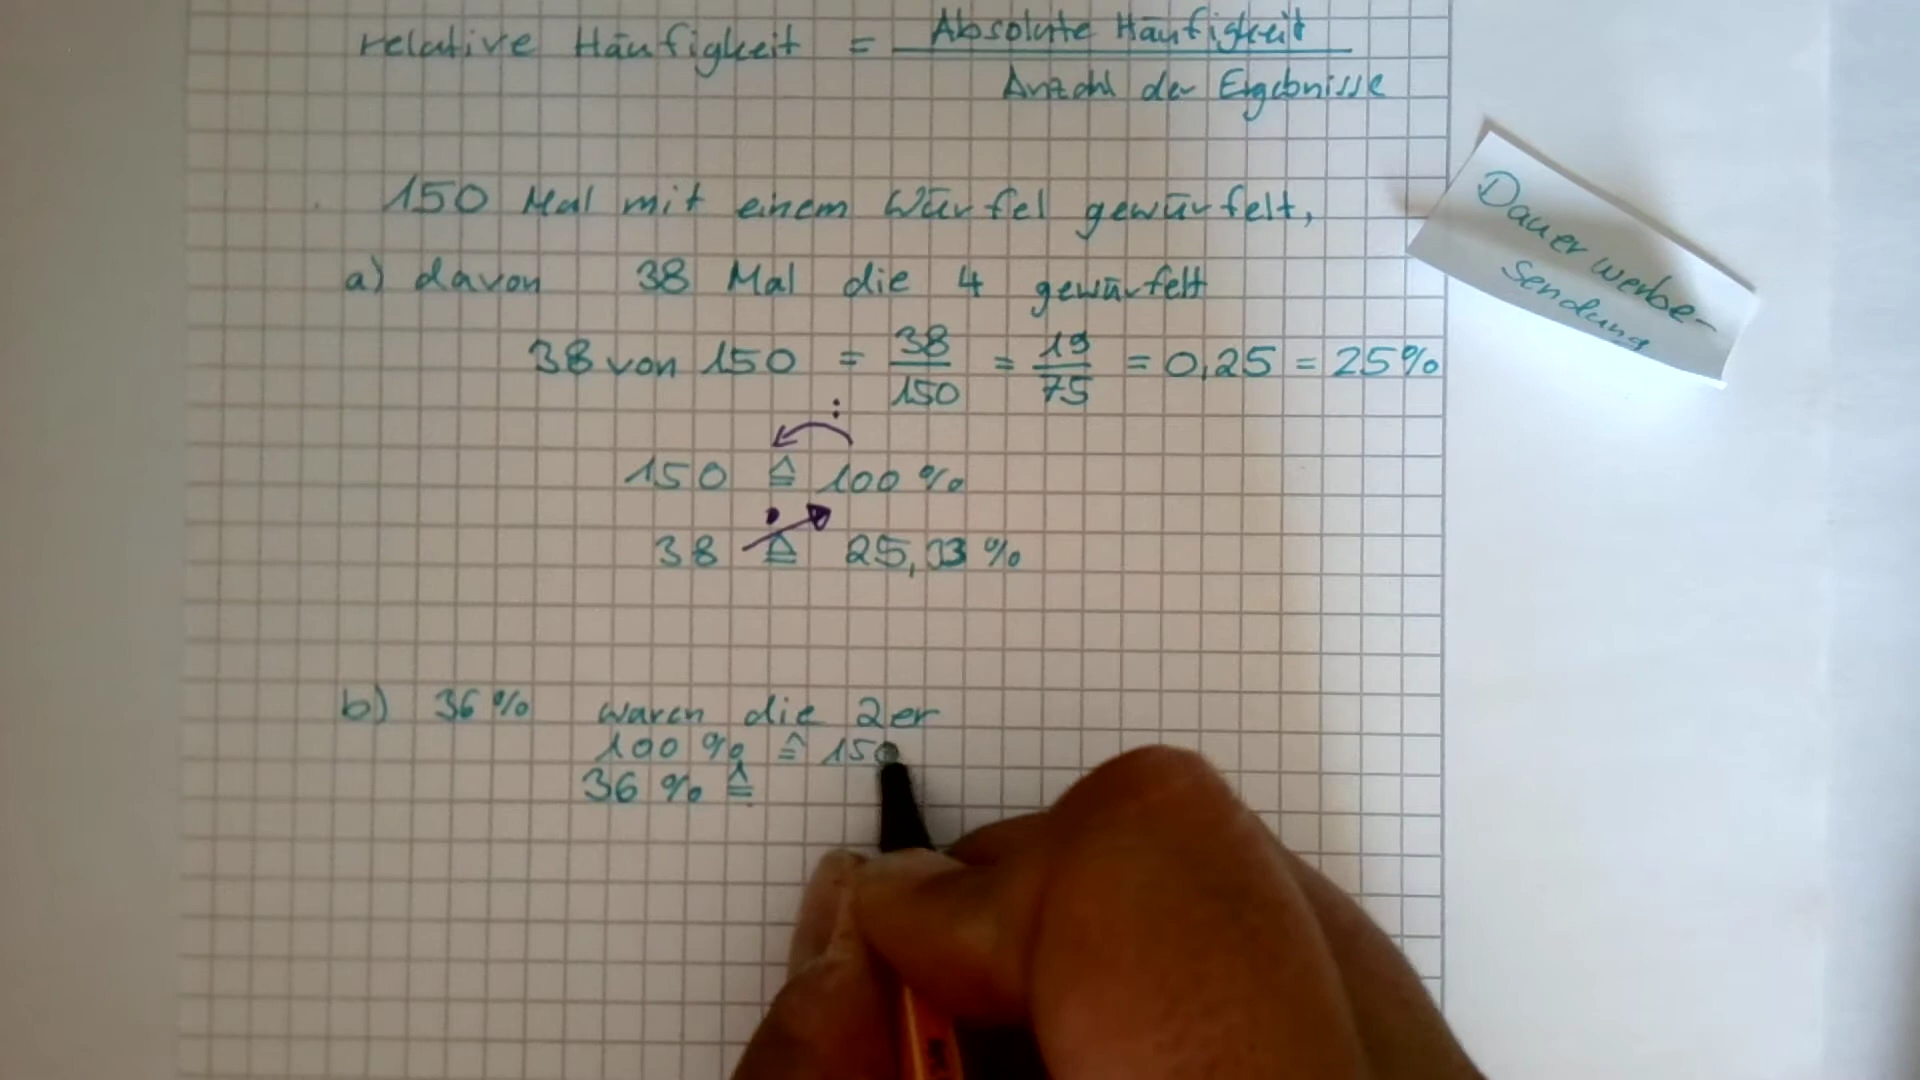 relative Häufigkeit = Absolute Häufigkeit / Anzahl der Ergebnisse
150 Mal mit einem Würfel gewürfelt,
a) davon 38 Mal die 4 gewürfelt
38 von 150 = 38/150 = 19/75 = 0,25 = 25%
:
150 ≙ 100 %
•
38 ≙ 25,33 %
b) 36% waren die 2er
100 % ≙ 150
36 % ≙
Dauerwerbe-
sendung